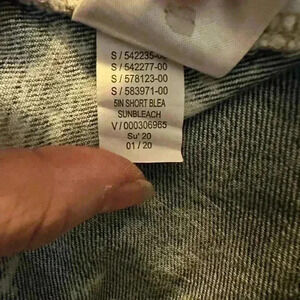 S / 542235-00
S / 542277-00
S / 578123-00
S / 583971-00
5IN SHORT BLEA
SUNBLEACH
V / 000306965
Su' 20
01 / 20